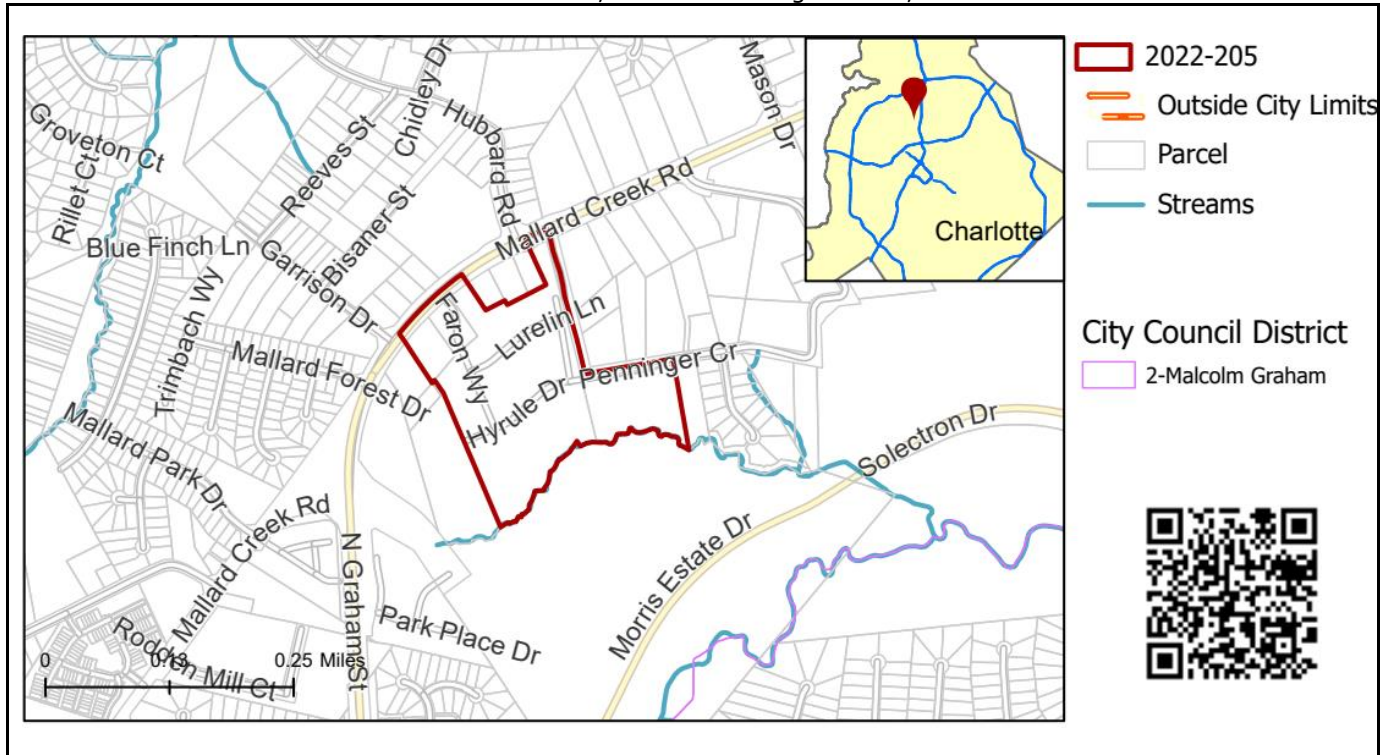 Groveton Ct
Rillet Ct
Blue Finch Ln
Trimbach Wy
Reeves St
Chidley Dr
Hubbard Rd
Bisaner St
Garrison Dr
Mason Dr
Mallard Creek Rd
Faron Wy
Lurelin Ln
Hyrule Dr
Penninger Cr
Mallard Forest Dr
Mallard Park Dr
Mallard Creek Rd
N Graham St
Park Place Dr
Rodden Mill Ct
Morris Estate Dr
Solectron Dr
0 0.13 0.25 Miles
Charlotte
2022-205
Outside City Limits
Parcel
Streams
City Council District
2-Malcolm Graham